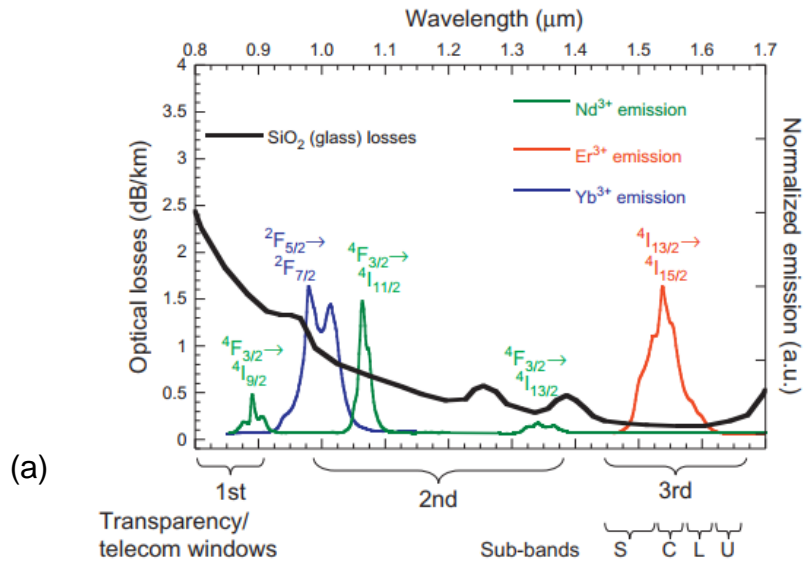 Wavelength (μm)
0.8 0.9 1.0 1.1 1.2 1.3 1.4 1.5 1.6 1.7
4
3.5
3
2.5
2
1.5
1
0.5
0
Optical losses (dB/km)
Normalized emission (a.u.)
SiO₂ (glass) losses
Nd³⁺ emission
Er³⁺ emission
Yb³⁺ emission
²F₅/₂→
²F₇/₂
⁴F₃/₂→
⁴I₁₁/₂
⁴I₁₃/₂→
⁴I₁₅/₂
⁴F₃/₂→
⁴I₉/₂
⁴F₃/₂→
⁴I₁₃/₂
(a)
1st 2nd 3rd
Transparency/
telecom windows
Sub-bands S C L U